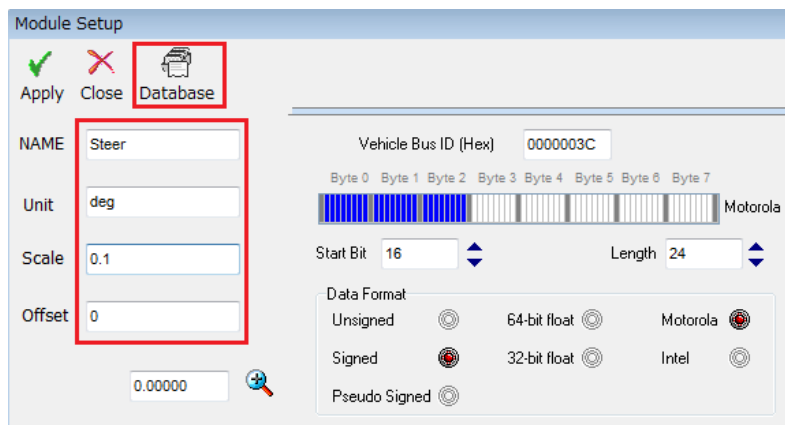 Module Setup
Apply Close Database
NAME Steer
Unit deg
Scale 0.1
Offset 0
0.00000
Vehicle Bus ID (Hex) 0000003C
Byte 0 Byte 1 Byte 2 Byte 3 Byte 4 Byte 5 Byte 6 Byte 7
Motorola
Start Bit 16 Length 24
Data Format
Unsigned 64-bit float Motorola
Signed 32-bit float Intel
Pseudo Signed